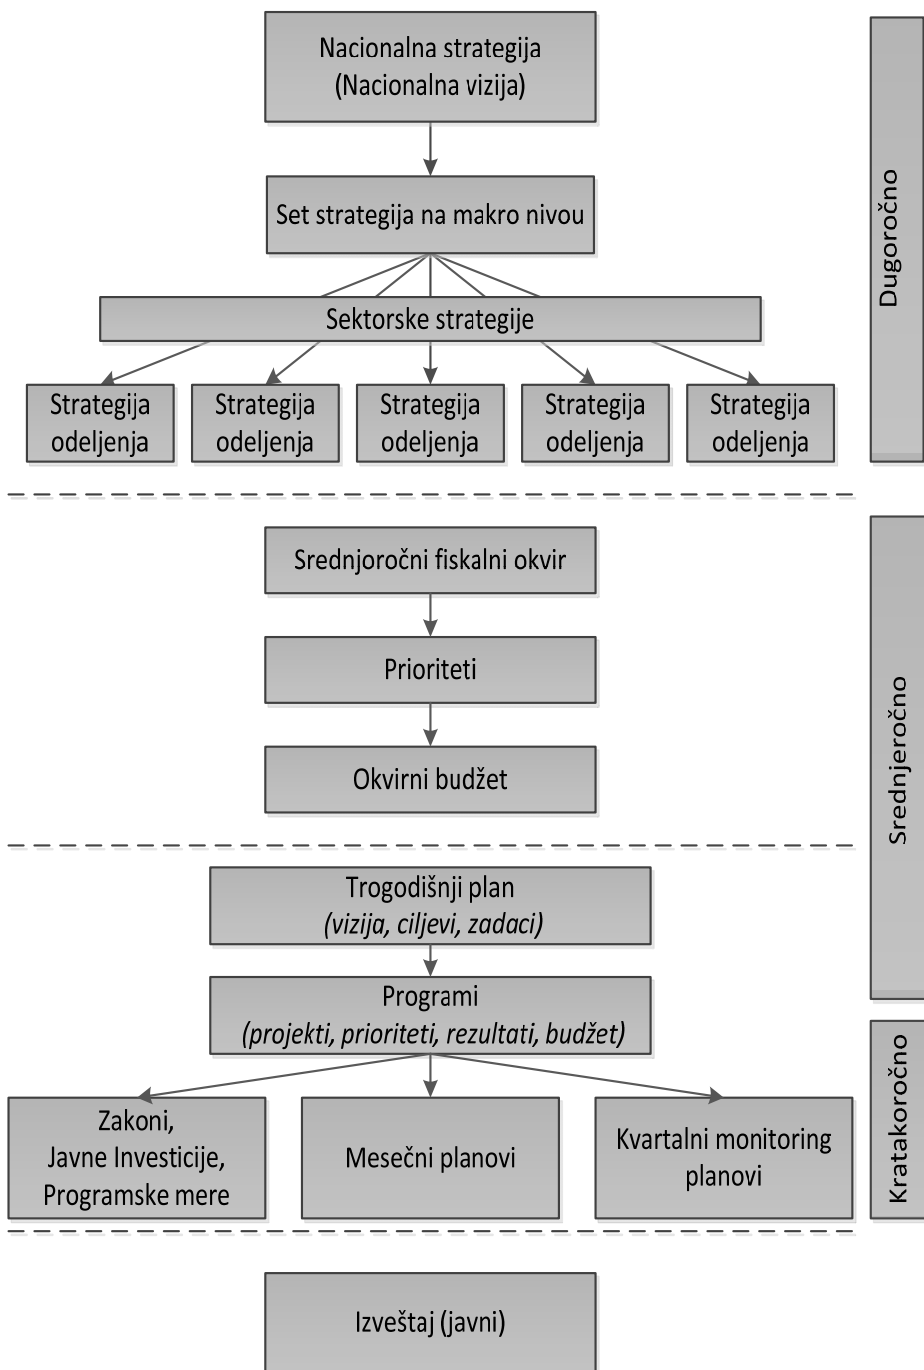 Nacionalna strategija
(Nacionalna vizija)
Set strategija na makro nivou
Sektorske strategije
Strategija
odeljenja
Strategija
odeljenja
Strategija
odeljenja
Strategija
odeljenja
Strategija
odeljenja
Dugoročno
Srednjoročni fiskalni okvir
Prioriteti
Okvirni budžet
Trogodišnji plan
(vizija, ciljevi, zadaci)
Programi
(projekti, prioriteti, rezultati, budžet)
Srednjeročno
Zakoni,
Javne Investicije,
Programske mere
Mesečni planovi
Kvartalni monitoring
planovi
Kratakoročno
Izveštaj (javni)